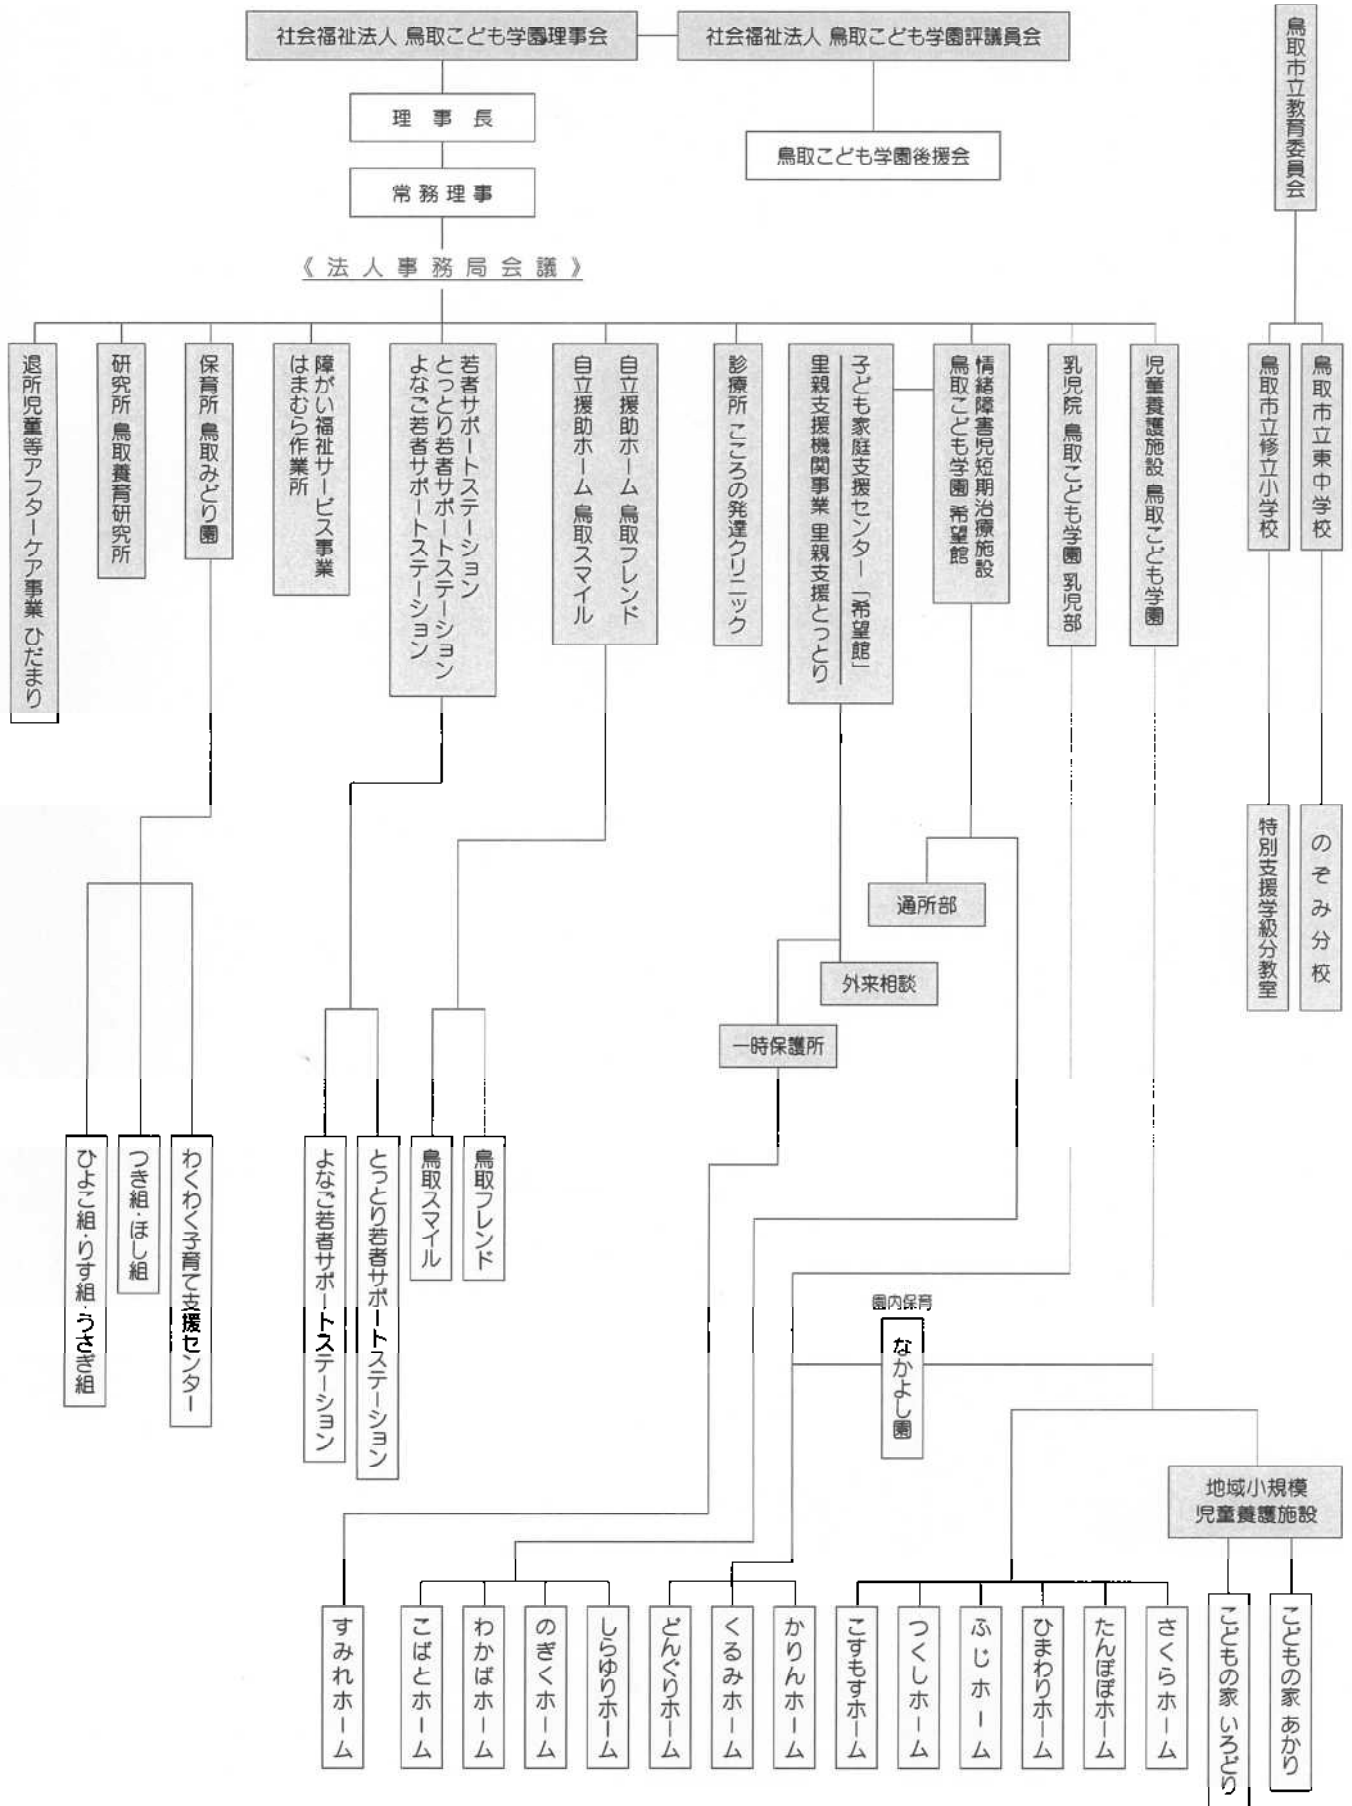 社会福祉法人 鳥取こども学園理事会
社会福祉法人 鳥取こども学園評議員会
鳥取市立教育委員会
理事長
鳥取こども学園後援会
常務理事
《法人事務局会議》
退所児童等アフターケア事業 ひだまり
研究所 鳥取養育研究所
保育所 鳥取みどり園
障がい福祉サービス事業
はまむら作業所
若者サポートステーション
とっとり若者サポートステーション
よなご若者サポートステーション
自立援助ホーム 鳥取フレンド
自立援助ホーム 鳥取スマイル
診療所 こころの発達クリニック
子ども家庭支援センター「希望館」
里親支援機関事業 里親支援とっとり
情緒障害児短期治療施設
鳥取こども学園 希望館
乳児院 鳥取こども学園 乳児部
児童養護施設 鳥取こども学園
鳥取市立修立小学校
鳥取市立東中学校
特別支援学級分教室
のぞみ分校
通所部
外来相談
一時保護所
ひよこ組・りす組・うさぎ組
つき組・ほし組
わくわく子育て支援センター
よなご若者サポートステーション
とっとり若者サポートステーション
鳥取スマイル
鳥取フレンド
園内保育
なかよし園
地域小規模
児童養護施設
すみれホーム
こばとホーム
わかばホーム
のぎくホーム
しらゆりホーム
どんぐりホーム
くるみホーム
かりんホーム
こすもすホーム
つくしホーム
ふじホーム
ひまわりホーム
たんぽぽホーム
さくらホーム
こどもの家 いろどり
こどもの家 あかり